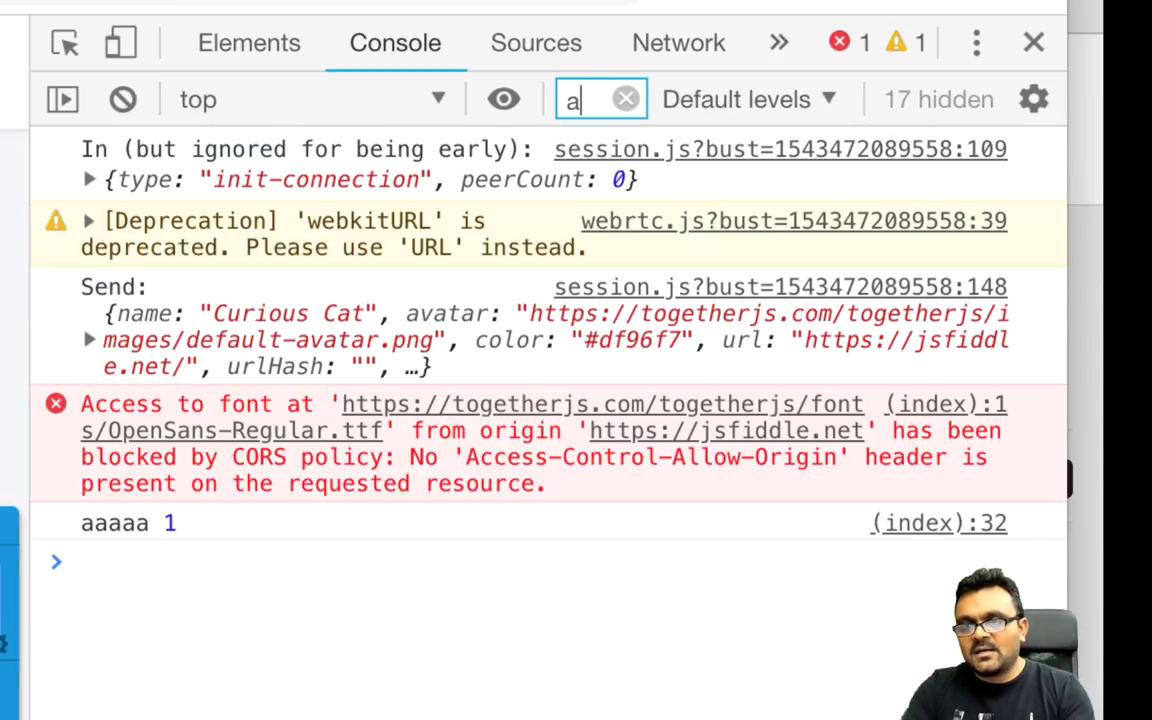 Elements Console Sources Network » 1 1
top a Default levels 17 hidden
In (but ignored for being early): session.js?bust=1543472089558:109
{type: "init-connection", peerCount: 0}
[Deprecation] 'webkitURL' is webrtc.js?bust=1543472089558:39
deprecated. Please use 'URL' instead.
Send: session.js?bust=1543472089558:148
{name: "Curious Cat", avatar: "https://togetherjs.com/togetherjs/i
mages/default-avatar.png", color: "#df96f7", url: "https://jsfiddl
e.net/", urlHash: "", …}
Access to font at 'https://togetherjs.com/togetherjs/font (index):1
s/OpenSans-Regular.ttf' from origin 'https://jsfiddle.net' has been
blocked by CORS policy: No 'Access-Control-Allow-Origin' header is
present on the requested resource.
aaaaa 1 (index):32
>